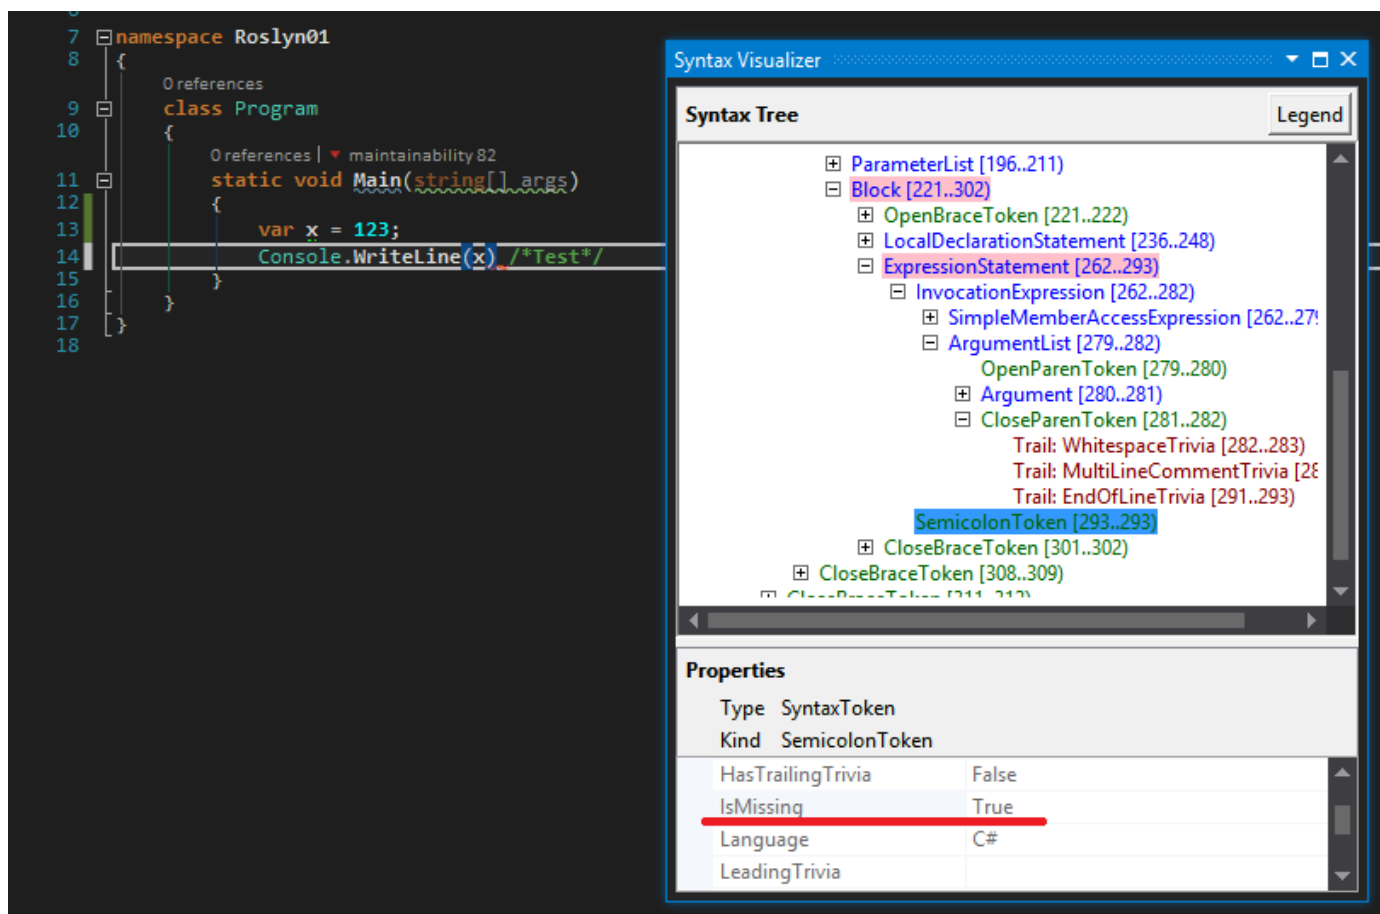 7 namespace Roslyn01
8 {
0 references
9 class Program
10 {
0 references | maintainability 82
11 static void Main(string[] args)
12 {
13 var x = 123;
14 Console.WriteLine(x) /*Test*/
15 }
16 }
17 }
18
Syntax Visualizer
Syntax Tree
Legend
ParameterList [196..211)
Block [221..302)
OpenBraceToken [221..222)
LocalDeclarationStatement [236..248)
ExpressionStatement [262..293)
InvocationExpression [262..282)
SimpleMemberAccessExpression [262..279
ArgumentList [279..282)
OpenParenToken [279..280)
Argument [280..281)
CloseParenToken [281..282)
Trail: WhitespaceTrivia [282..283)
Trail: MultiLineCommentTrivia [28
Trail: EndOfLineTrivia [291..293)
SemicolonToken [293..293)
CloseBraceToken [301..302)
CloseBraceToken [308..309)
CloseBraceToken [311..312)
Properties
Type SyntaxToken
Kind SemicolonToken
HasTrailingTrivia False
IsMissing True
Language C#
LeadingTrivia